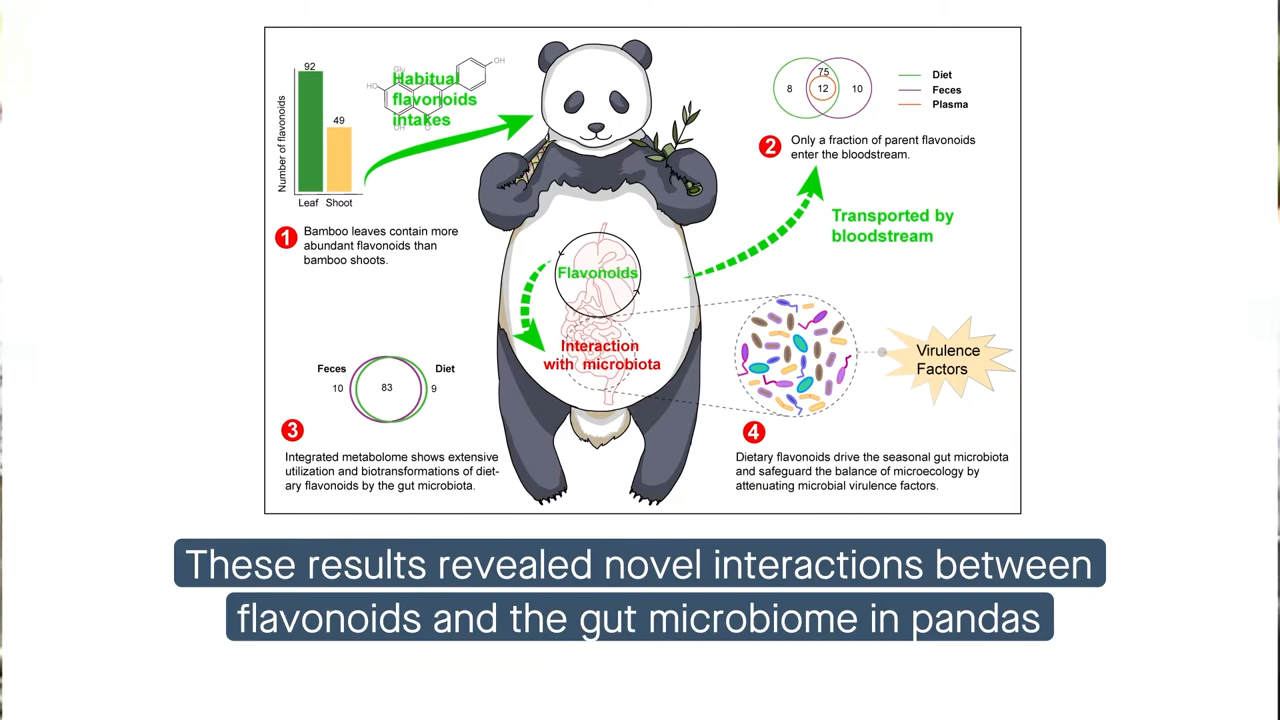 92
49
Number of flavonoids
Leaf Shoot
Glu
HO
OH
O
OH
Habitual
flavonoids
intakes
1
Bamboo leaves contain more
abundant flavonoids than
bamboo shoots.
8
75
12
10
Diet
Feces
Plasma
2
Only a fraction of parent flavonoids
enter the bloodstream.
Transported by
bloodstream
Flavonoids
Interaction
with microbiota
Feces
10
83
Diet
9
3
Integrated metabolome shows extensive
utilization and biotransformations of diet-
ary flavonoids by the gut microbiota.
Virulence
Factors
4
Dietary flavonoids drive the seasonal gut microbiota
and safeguard the balance of microecology by
attenuating microbial virulence factors.
These results revealed novel interactions between
flavonoids and the gut microbiome in pandas